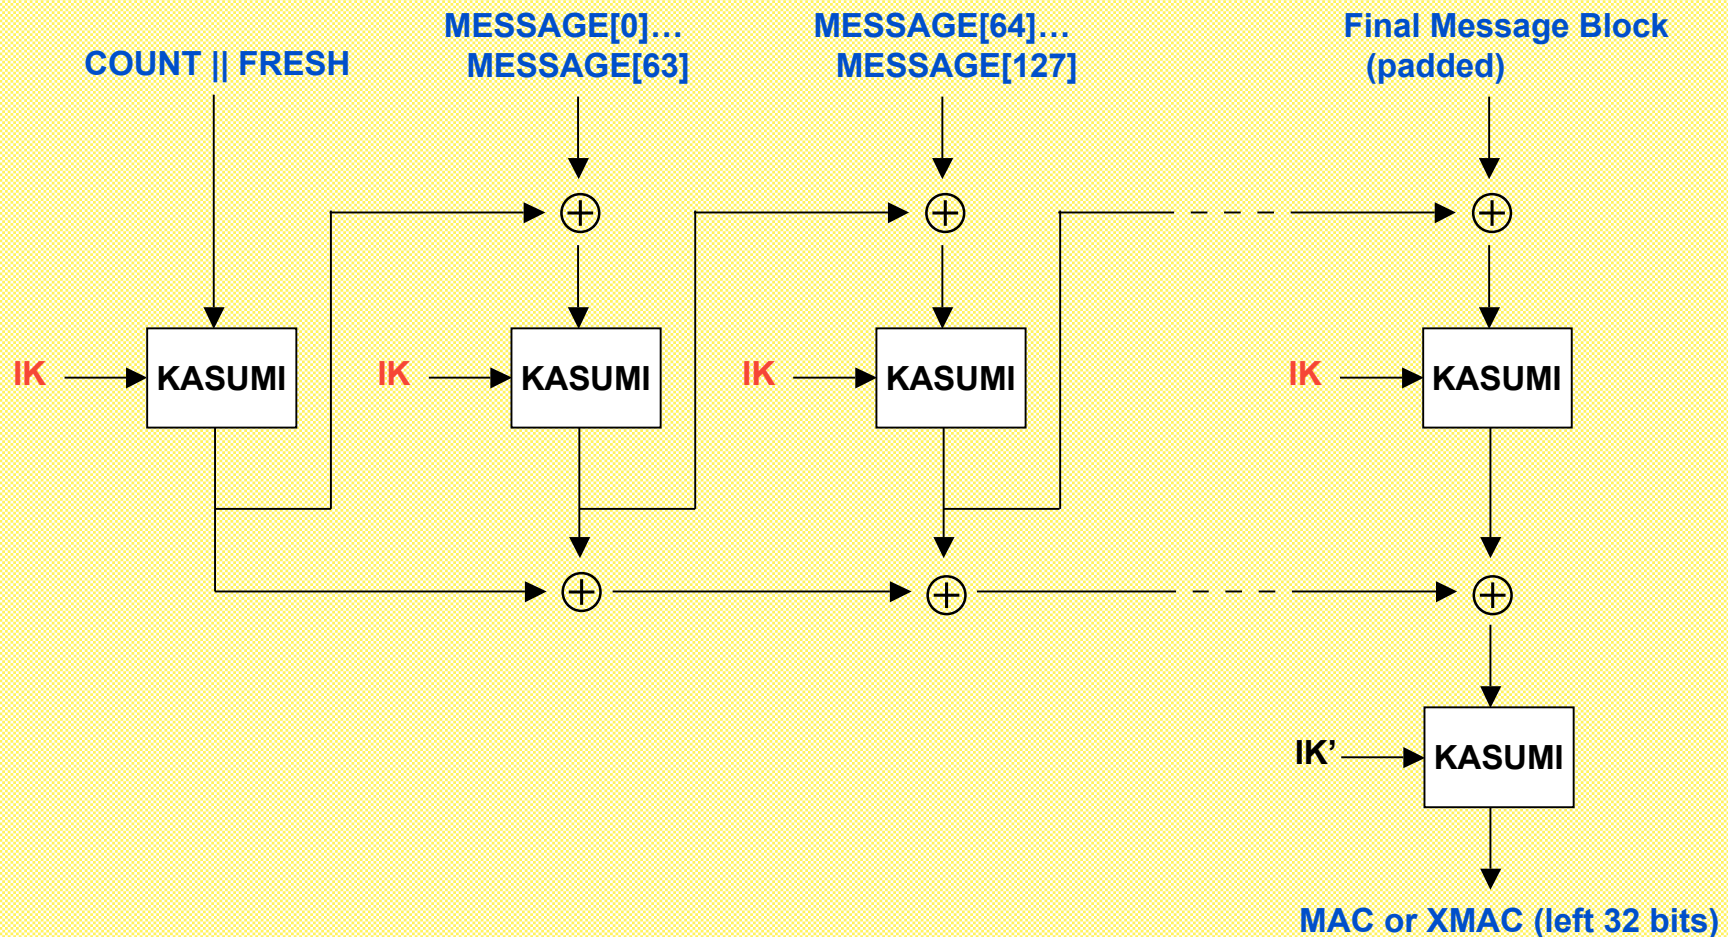 COUNT || FRESH
MESSAGE[0]…
MESSAGE[63]
MESSAGE[64]…
MESSAGE[127]
Final Message Block
(padded)
IK
KASUMI
IK
KASUMI
IK
KASUMI
IK
KASUMI
IK’
KASUMI
MAC or XMAC (left 32 bits)